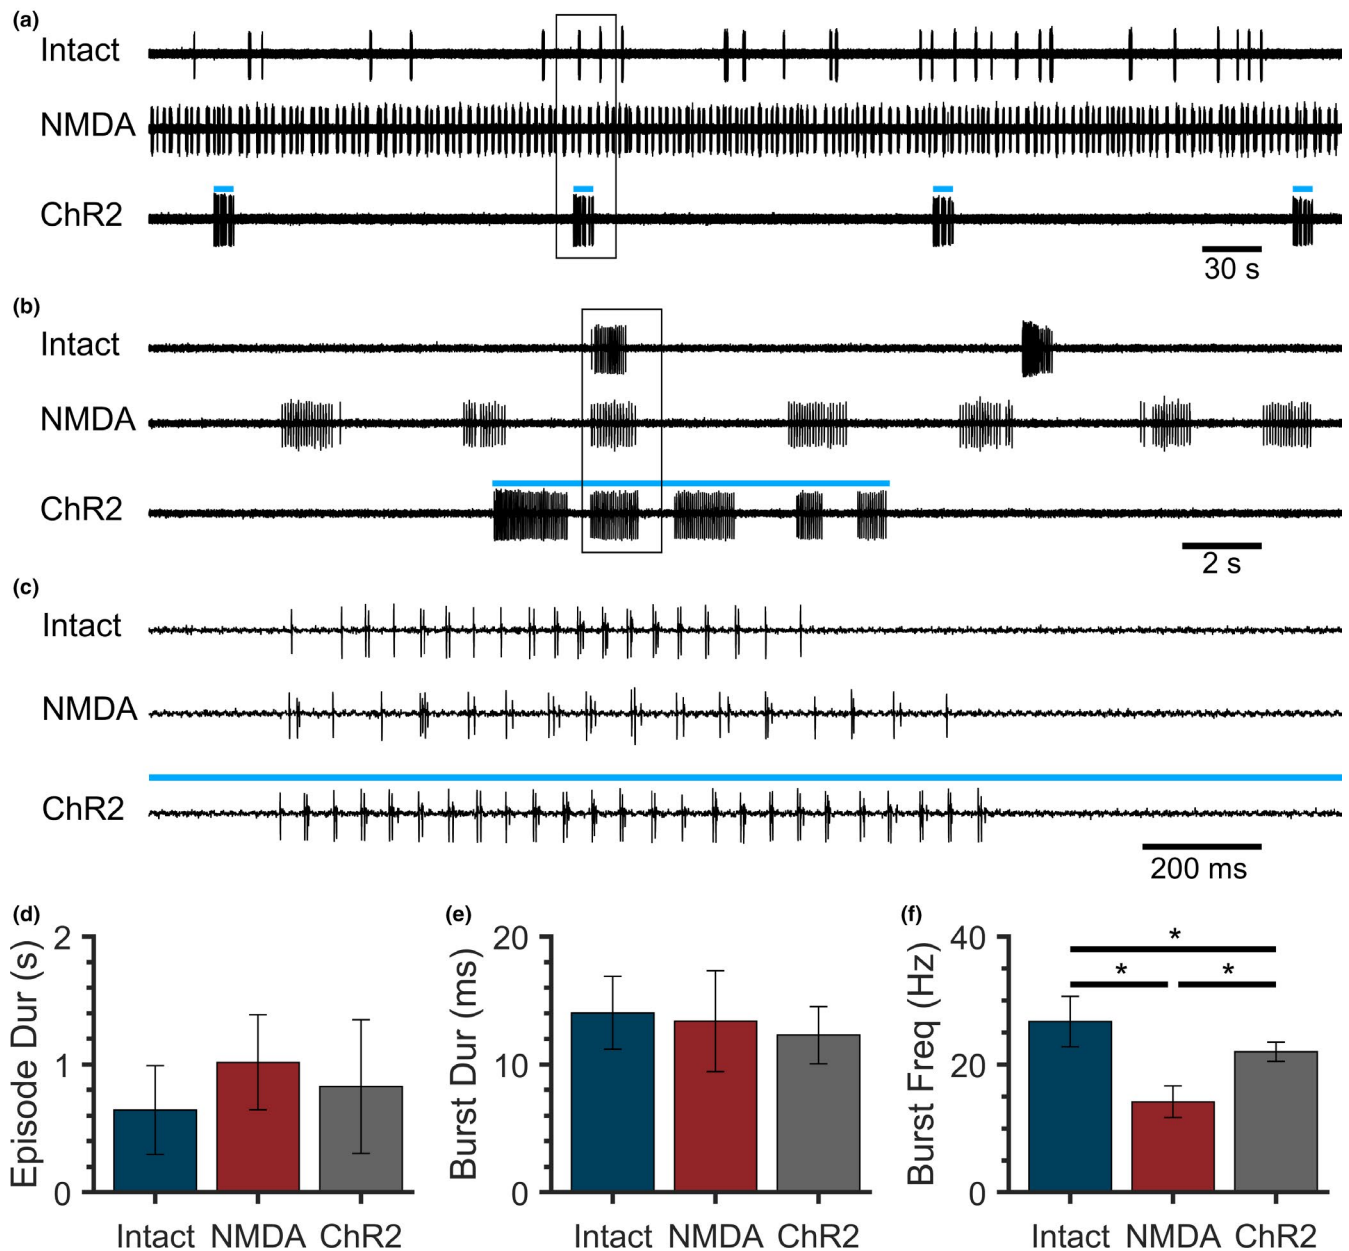 (a)
Intact
NMDA
ChR2
30 s
(b)
Intact
NMDA
ChR2
2 s
(c)
Intact
NMDA
ChR2
200 ms
(d)
Episode Dur (s)
2
1
0
Intact NMDA ChR2
(e)
Burst Dur (ms)
20
10
0
Intact NMDA ChR2
(f)
Burst Freq (Hz)
40
20
0
*
* *
Intact NMDA ChR2